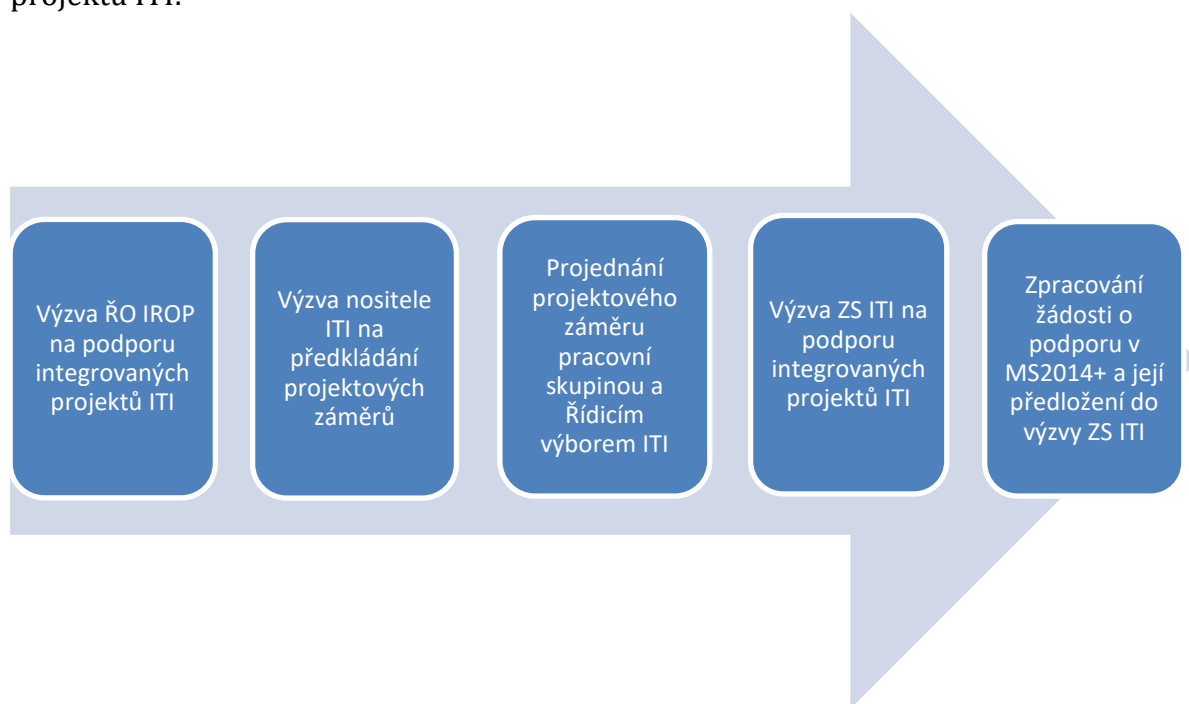 projektů ITI.
Výzva ŘO IROP
na podporu
integrovaných
projektů ITI
Výzva nositele
ITI na
předkládání
projektových
záměrů
Projednání
projektového
záměru
pracovní
skupinou a
Řídicím
výborem ITI
Výzva ZS ITI na
podporu
integrovaných
projektů ITI
Zpracování
žádosti o
podporu v
MS2014+ a její
předložení do
výzvy ZS ITI